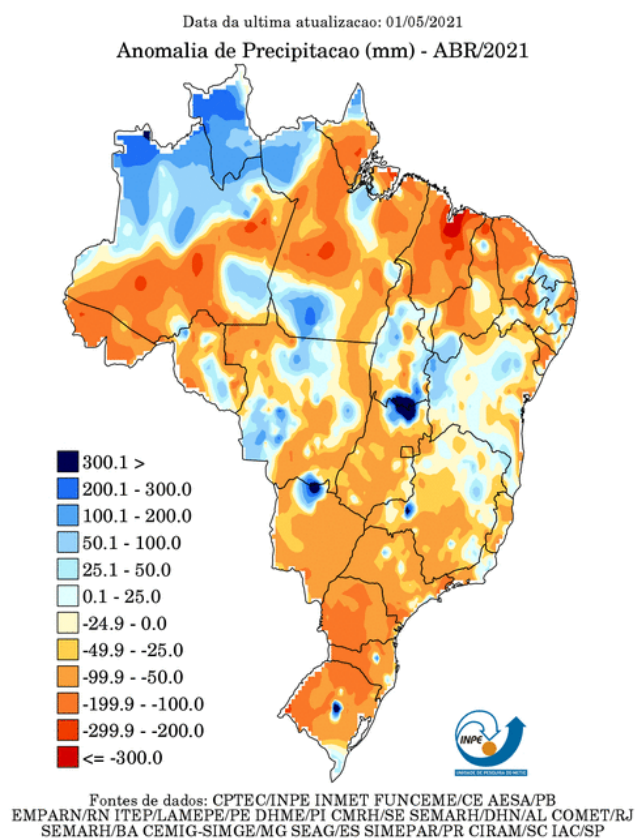 Data da ultima atualizacao: 01/05/2021
Anomalia de Precipitacao (mm) - ABR/2021
300.1 >
200.1 - 300.0
100.1 - 200.0
50.1 - 100.0
25.1 - 50.0
0.1 - 25.0
-24.9 - 0.0
-49.9 - -25.0
-99.9 - -50.0
-199.9 - -100.0
-299.9 - -200.0
<= -300.0
INPE
Fontes de dados: CPTEC/INPE INMET FUNCEME/CE AESA/PB
EMPARN/RN ITEP/LAMEPE/PE DHME/PI CMRH/SE SEMARH/DHN/AL COMET/RJ
SEMARH/BA CEMIG-SIMGE/MG SEAG/ES SIMEPAR/PR CIRAM/SC IAC/SP